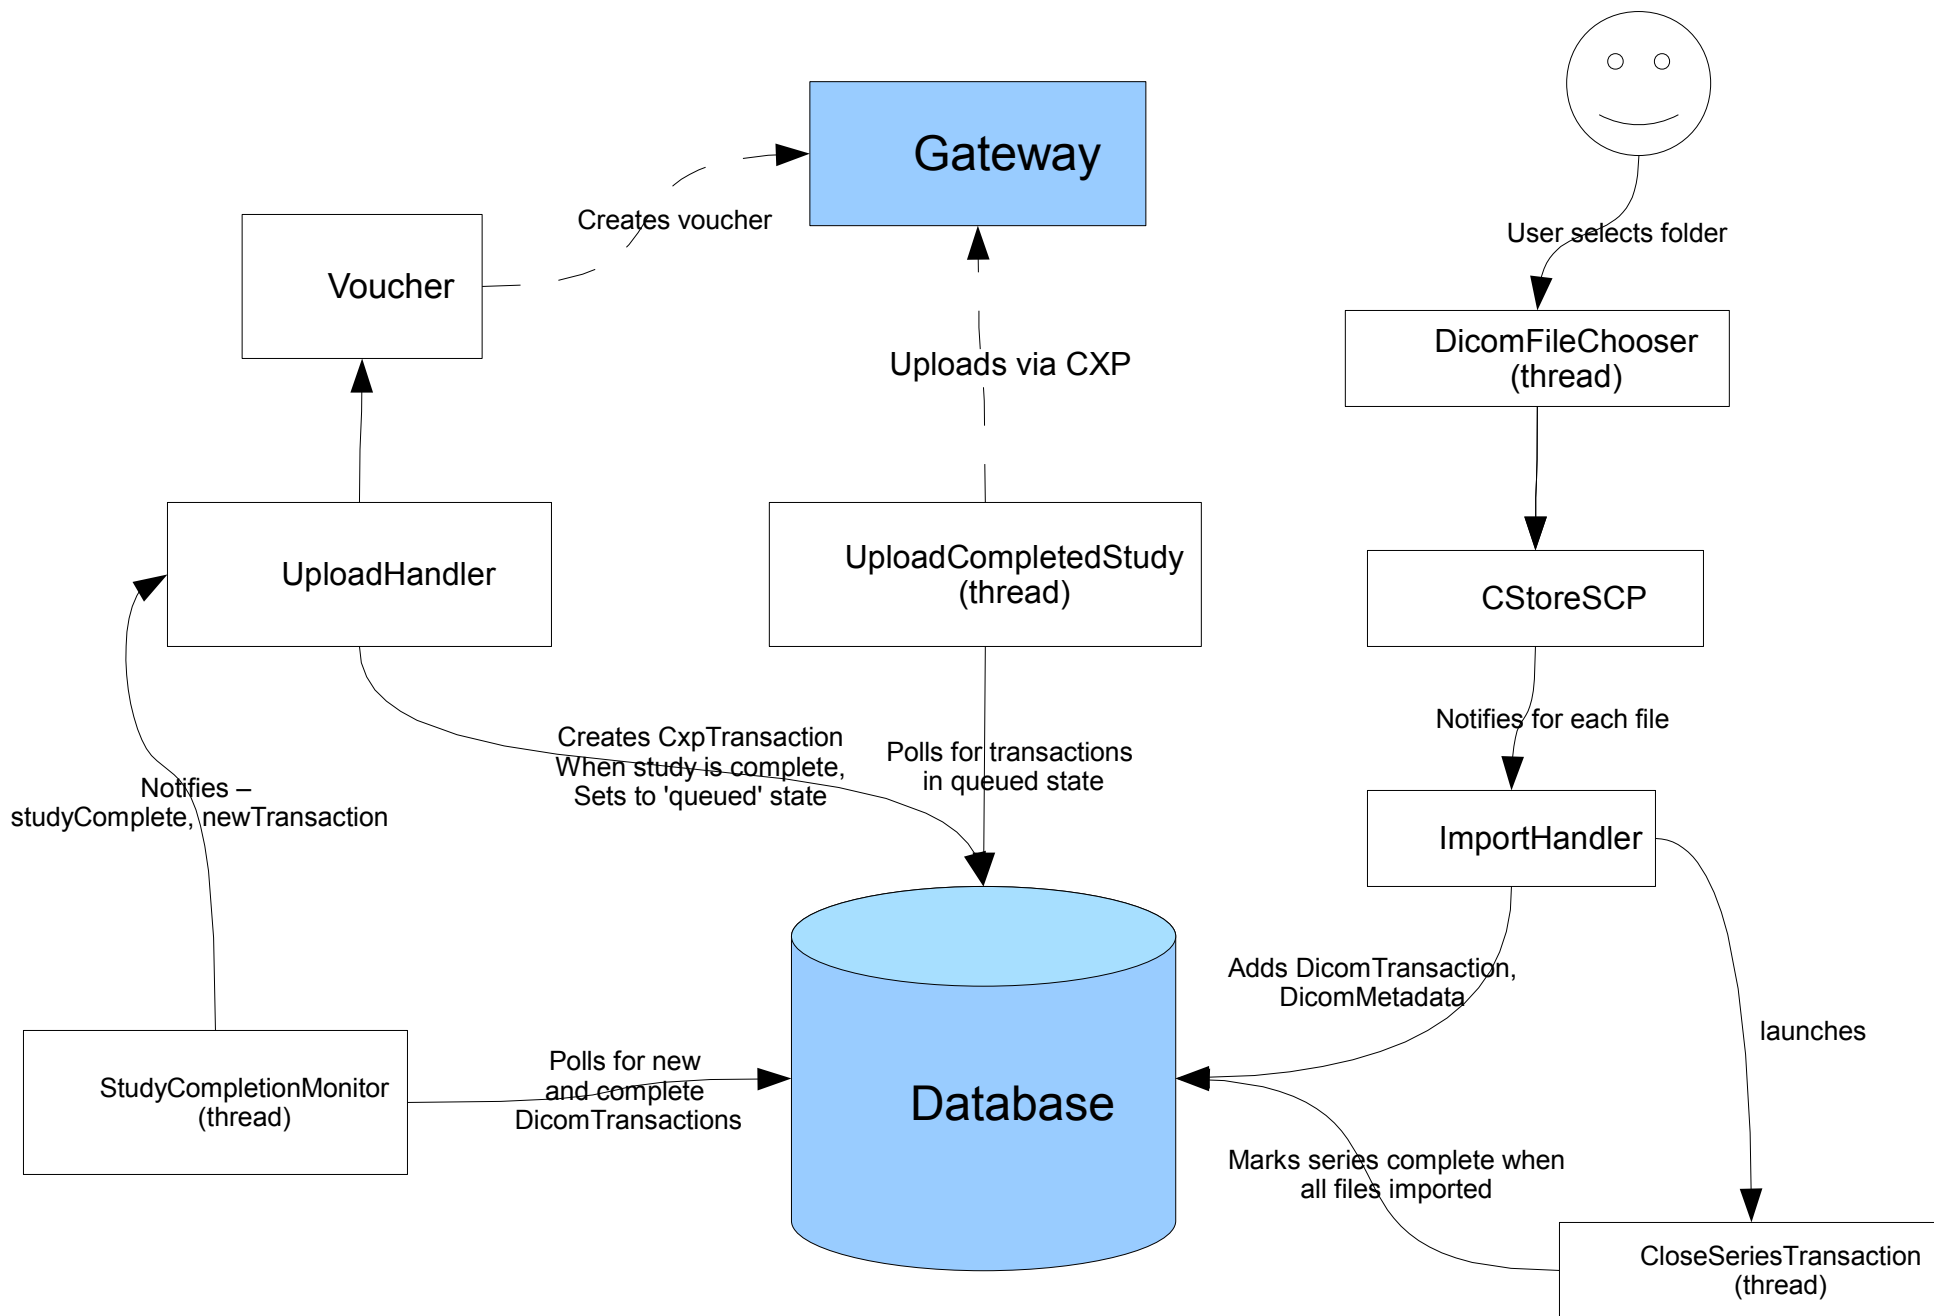 Gateway
Creates voucher
User selects folder
Voucher
DicomFileChooser
(thread)
Uploads via CXP
UploadHandler
UploadCompletedStudy
(thread)
CStoreSCP
Notifies for each file
Creates CxpTransaction
When study is complete,
Sets to 'queued' state
Polls for transactions
in queued state
Notifies –
studyComplete, newTransaction
ImportHandler
Adds DicomTransaction,
DicomMetadata
launches
StudyCompletionMonitor
(thread)
Polls for new
and complete
DicomTransactions
Database
Marks series complete when
all files imported
CloseSeriesTransaction
(thread)